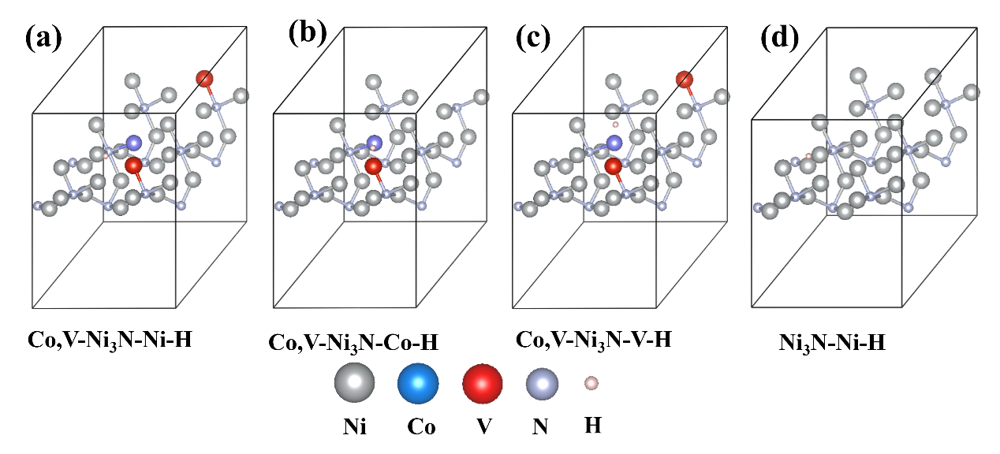 (a) (b) (c) (d)
Co,V-Ni₃N-Ni-H Co,V-Ni₃N-Co-H Co,V-Ni₃N-V-H Ni₃N-Ni-H
Ni Co V N H